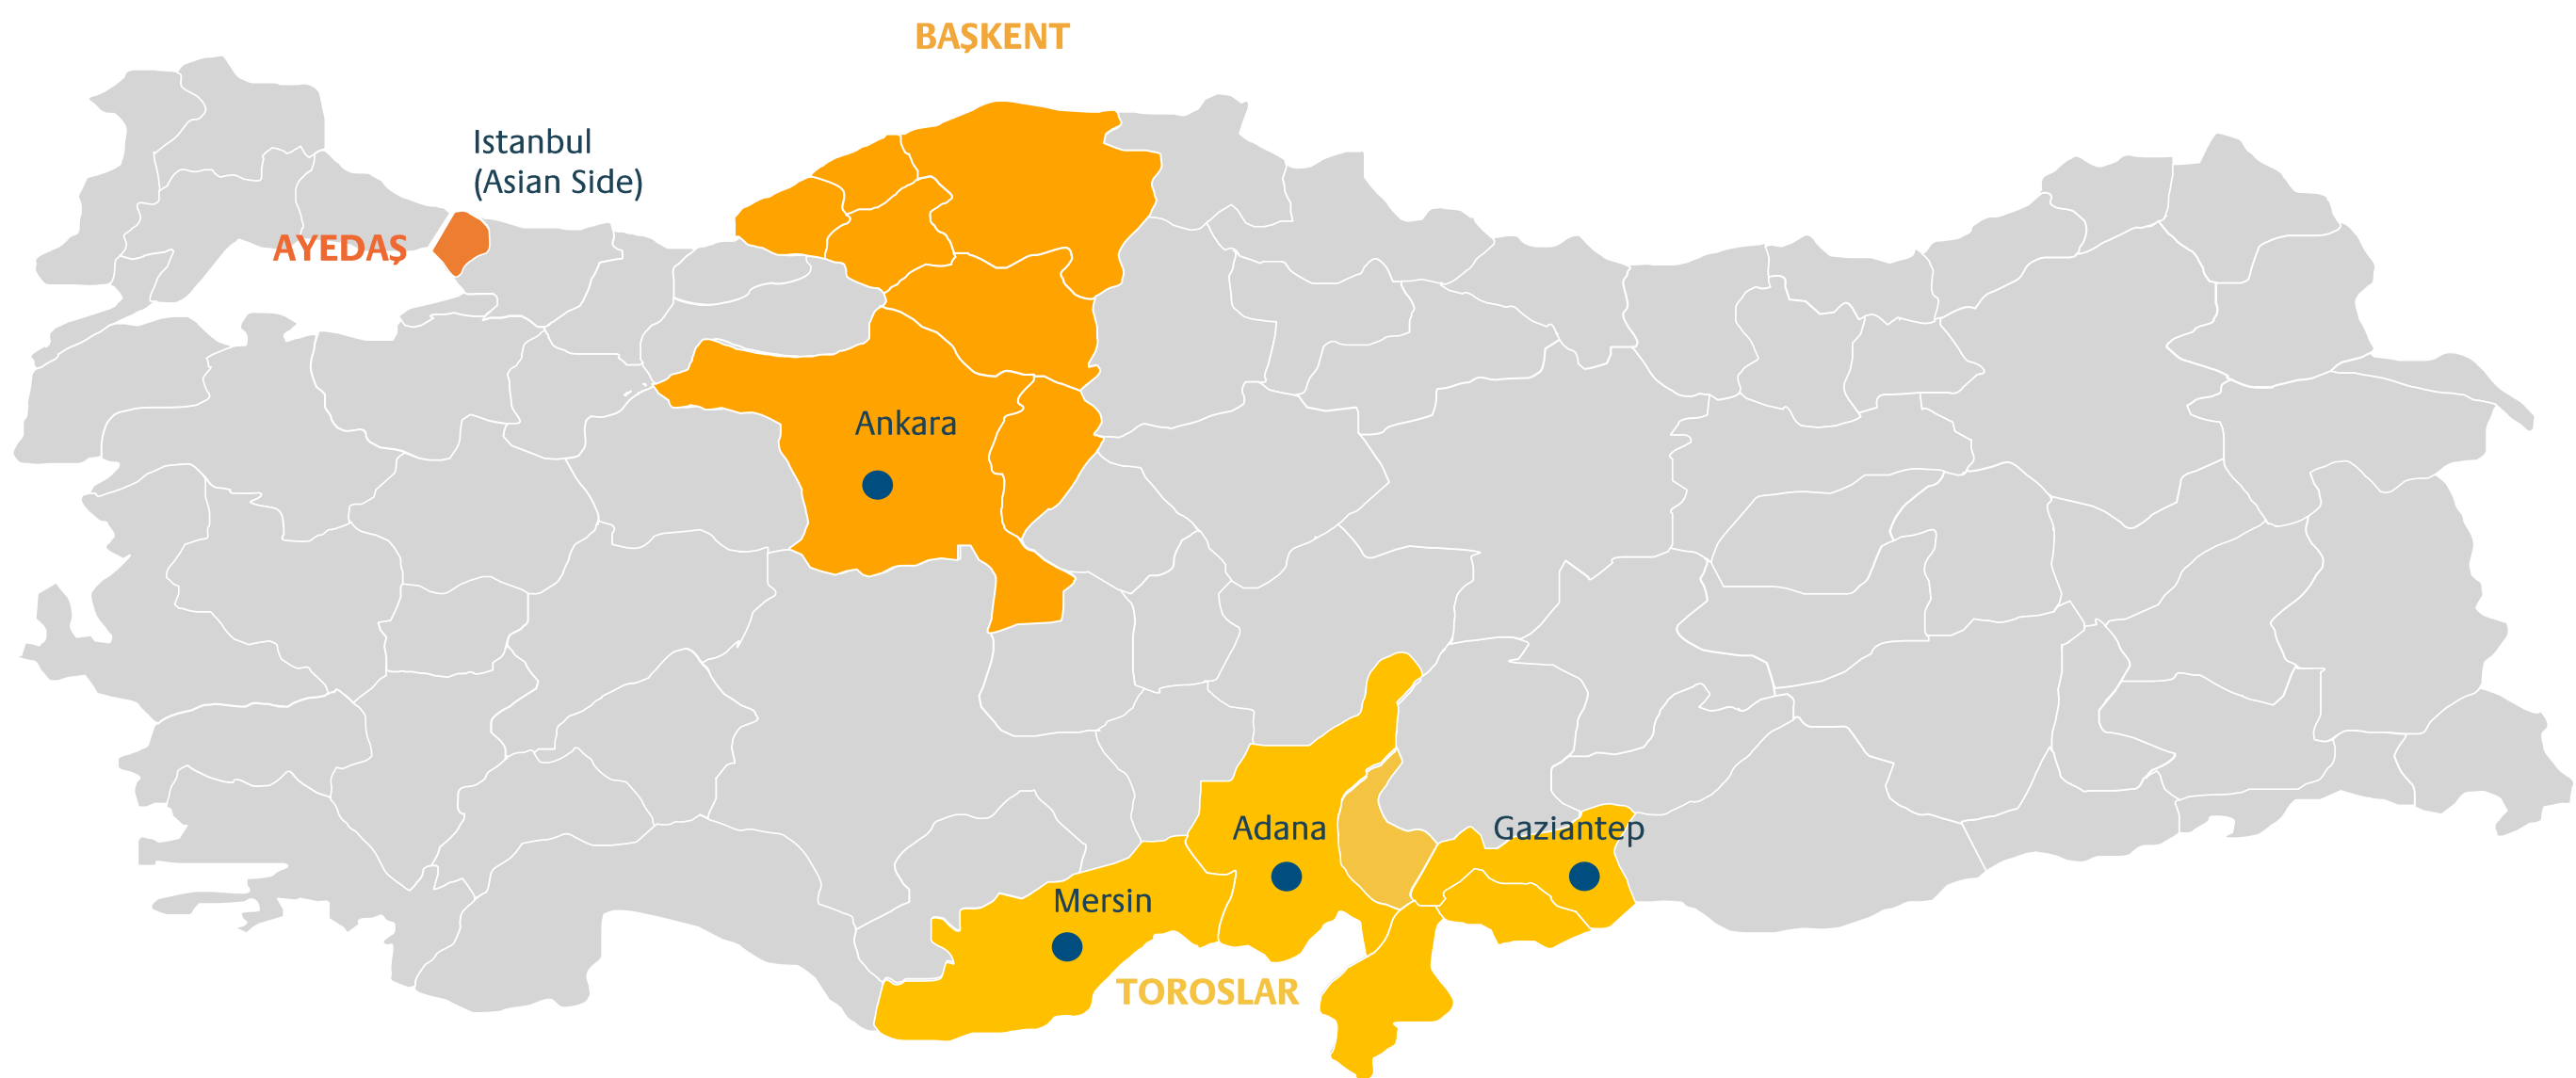 BAŞKENT
Istanbul
(Asian Side)
AYEDAŞ
Ankara
Adana
Gaziantep
Mersin
TOROSLAR